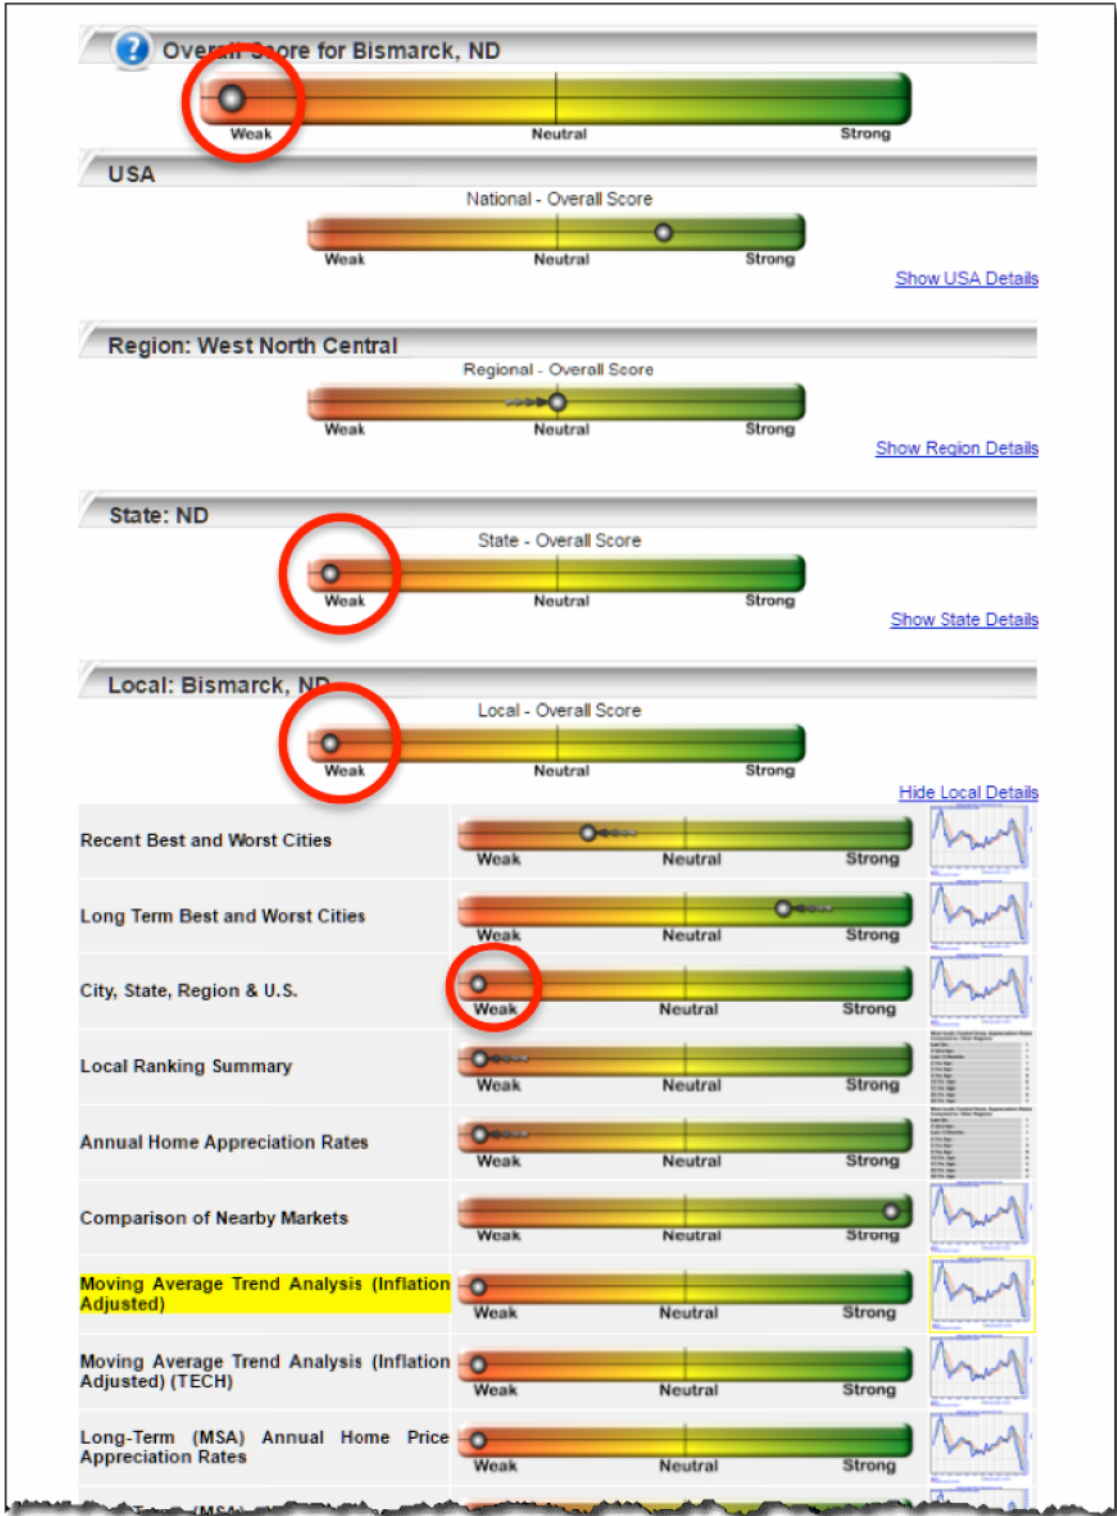 Overall Score for Bismarck, ND
Weak Neutral Strong
USA
National - Overall Score
Weak Neutral Strong
Show USA Details
Region: West North Central
Regional - Overall Score
Weak Neutral Strong
Show Region Details
State: ND
State - Overall Score
Weak Neutral Strong
Show State Details
Local: Bismarck, ND
Local - Overall Score
Weak Neutral Strong
Hide Local Details
Recent Best and Worst Cities
Weak Neutral Strong
Long Term Best and Worst Cities
Weak Neutral Strong
City, State, Region & U.S.
Weak Neutral Strong
Local Ranking Summary
Weak Neutral Strong
Annual Home Appreciation Rates
Weak Neutral Strong
Comparison of Nearby Markets
Weak Neutral Strong
Moving Average Trend Analysis (Inflation
Adjusted)
Weak Neutral Strong
Moving Average Trend Analysis (Inflation
Adjusted) (TECH)
Weak Neutral Strong
Long-Term (MSA) Annual Home Price
Appreciation Rates
Weak Neutral Strong
(MSA)